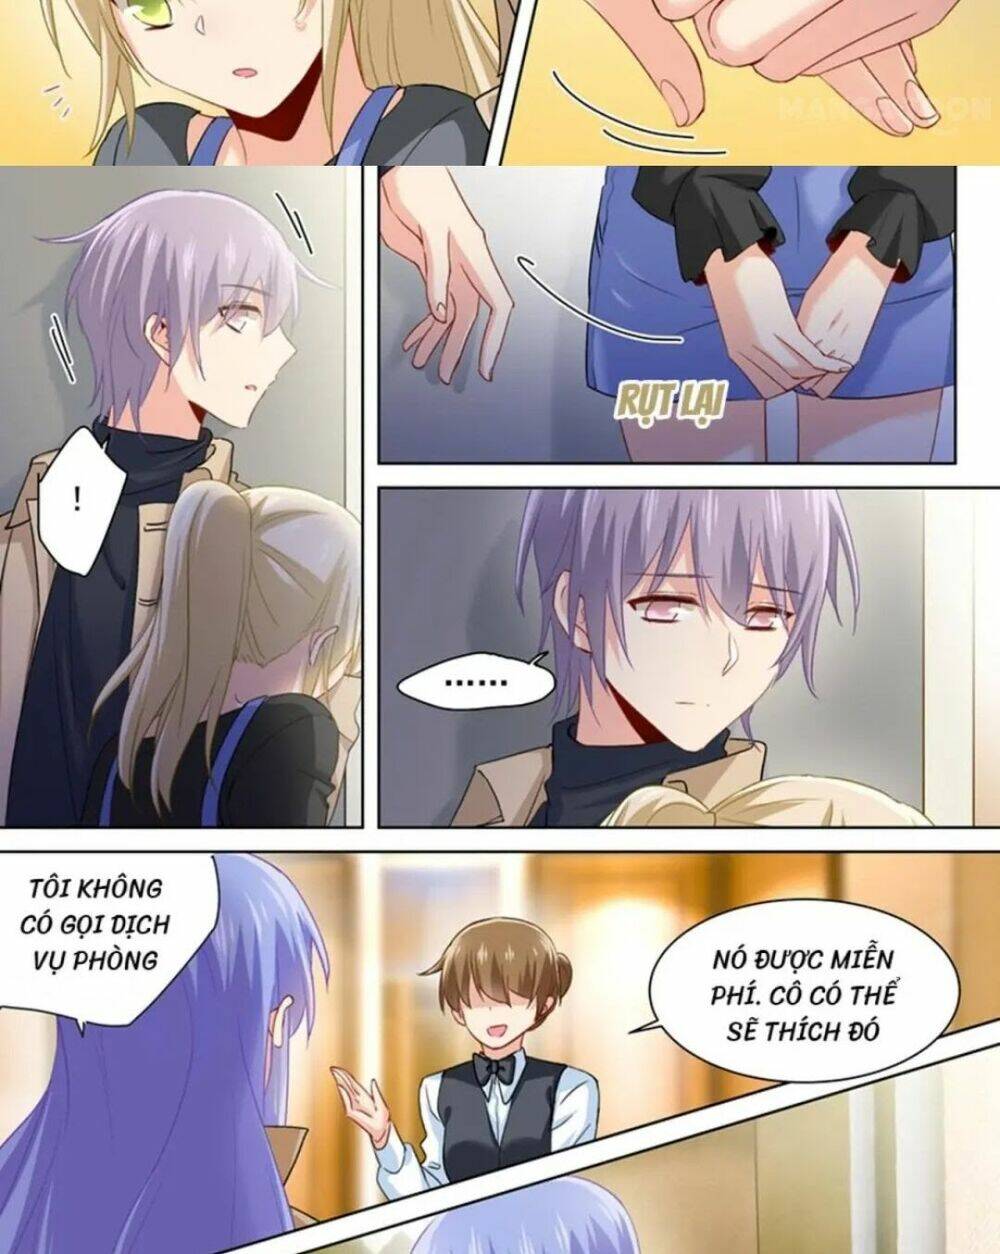 RỤT LẠI
!
......
TÔI KHÔNG
CÓ GỌI DỊCH
VỤ PHÒNG
NÓ ĐƯỢC MIỄN
PHÍ. CÔ CÓ THỂ
SẼ THÍCH ĐÓ